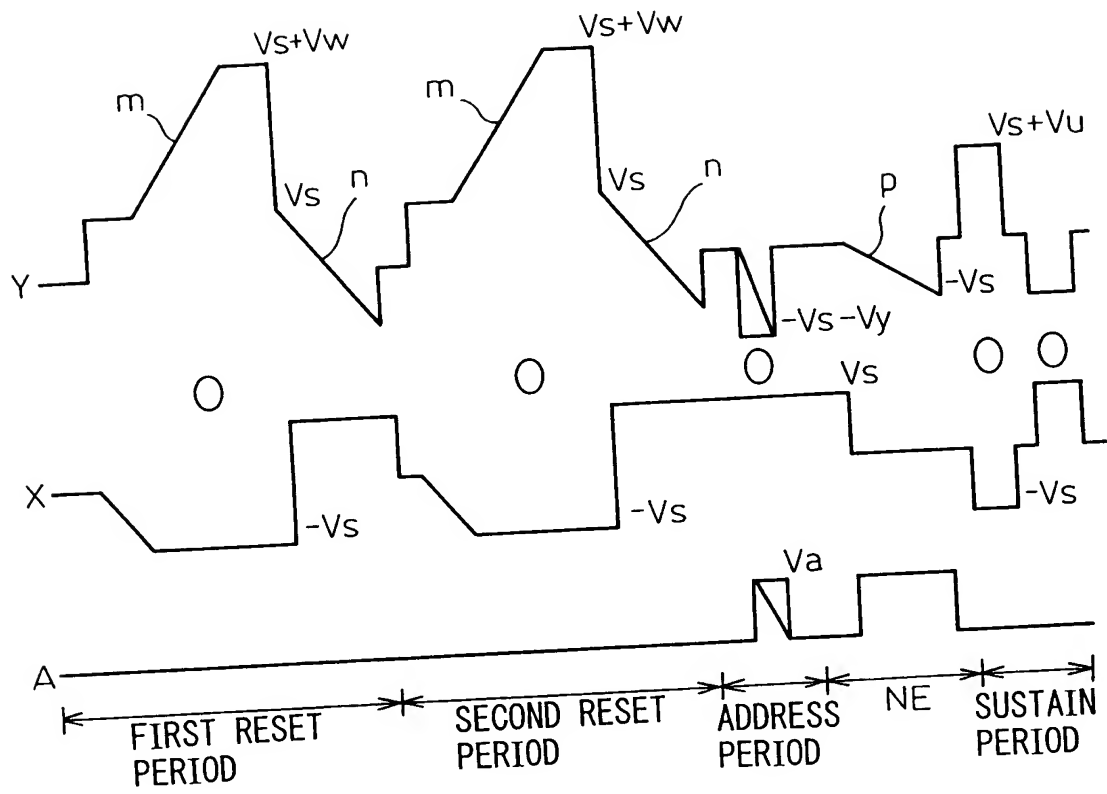 Vs+Vw
Vs+Vw
m
m
Vs+Vu
Vs
n
Vs
n
p
Y
-Vs
-Vs-Vy
Vs
X
-Vs
-Vs
-Vs
Va
A
FIRST RESET
PERIOD
SECOND RESET
PERIOD
ADDRESS
PERIOD
NE
SUSTAIN
PERIOD